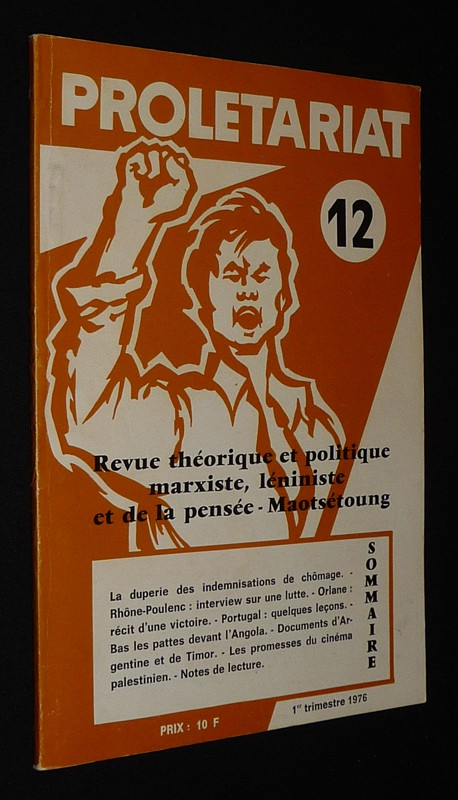 PROLETARIAT
12
Revue théorique et politique
marxiste, léniniste
et de la pensée - Maotsétoung
La duperie des indemnisations de chômage. -
Rhône-Poulenc : interview sur une lutte. - Orlane :
récit d'une victoire. - Portugal : quelques leçons. -
Bas les pattes devant l'Angola. - Documents d'Ar-
gentine et de Timor. - Les promesses du cinéma
palestinien. - Notes de lecture.
SOMMAIRE
PRIX : 10 F
1er trimestre 1976